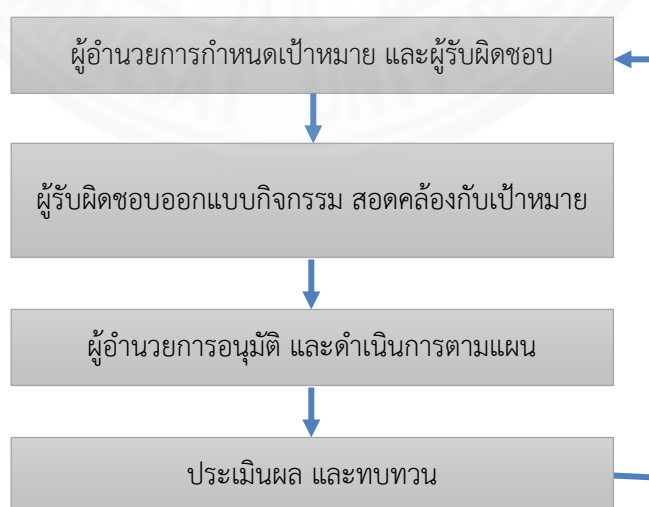 ผู้อำนวยการกำหนดเป้าหมาย และผู้รับผิดชอบ
ผู้รับผิดชอบออกแบบกิจกรรม สอดคล้องกับเป้าหมาย
ผู้อำนวยการอนุมัติ และดำเนินการตามแผน
ประเมินผล และทบทวน